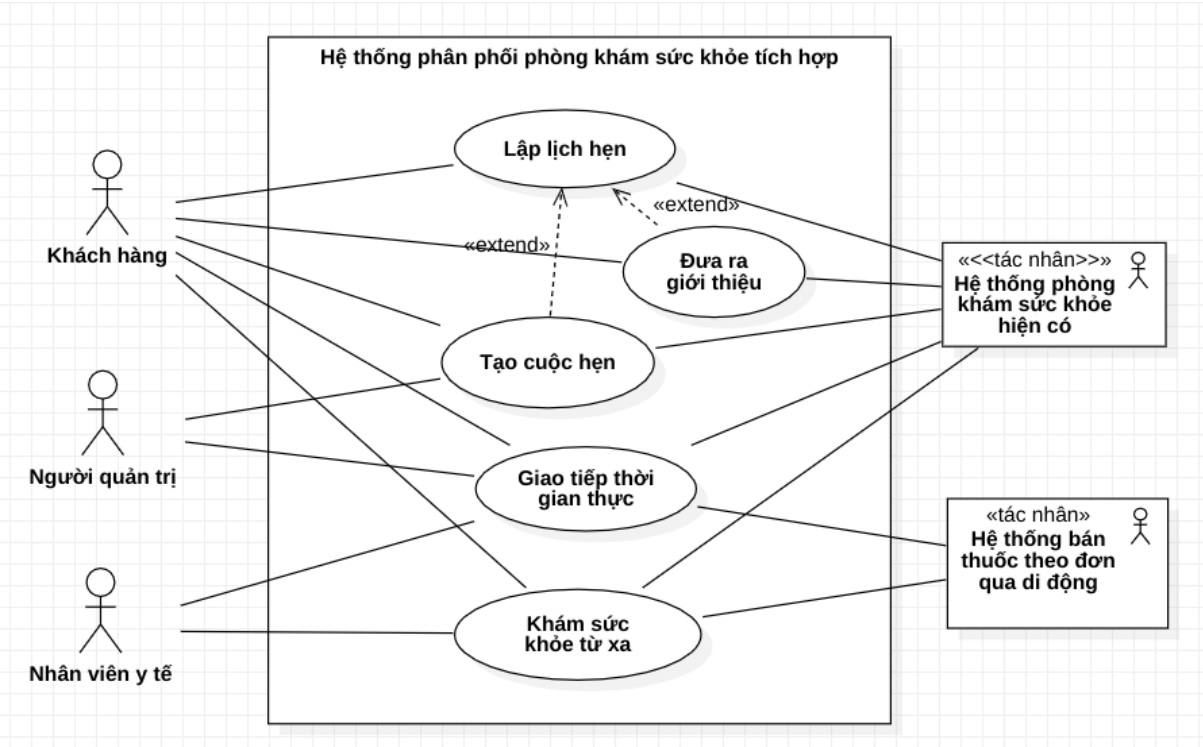 Hệ thống phân phối phòng khám sức khỏe tích hợp
Lập lịch hẹn
«extend»
«extend»
Khách hàng
Đưa ra
giới thiệu
«<<tác nhân>>»
Hệ thống phòng
khám sức khỏe
hiện có
Tạo cuộc hẹn
Người quản trị
Giao tiếp thời
gian thực
«tác nhân»
Hệ thống bán
thuốc theo đơn
qua di động
Khám sức
khỏe từ xa
Nhân viên y tế